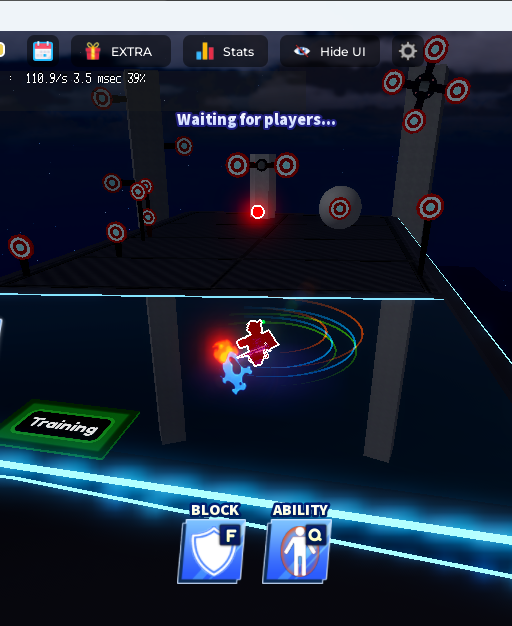 EXTRA
Stats
Hide UI
: 110.9/s 3.5 msec 39%
Waiting for players...
Training
BLOCK
ABILITY
F
Q